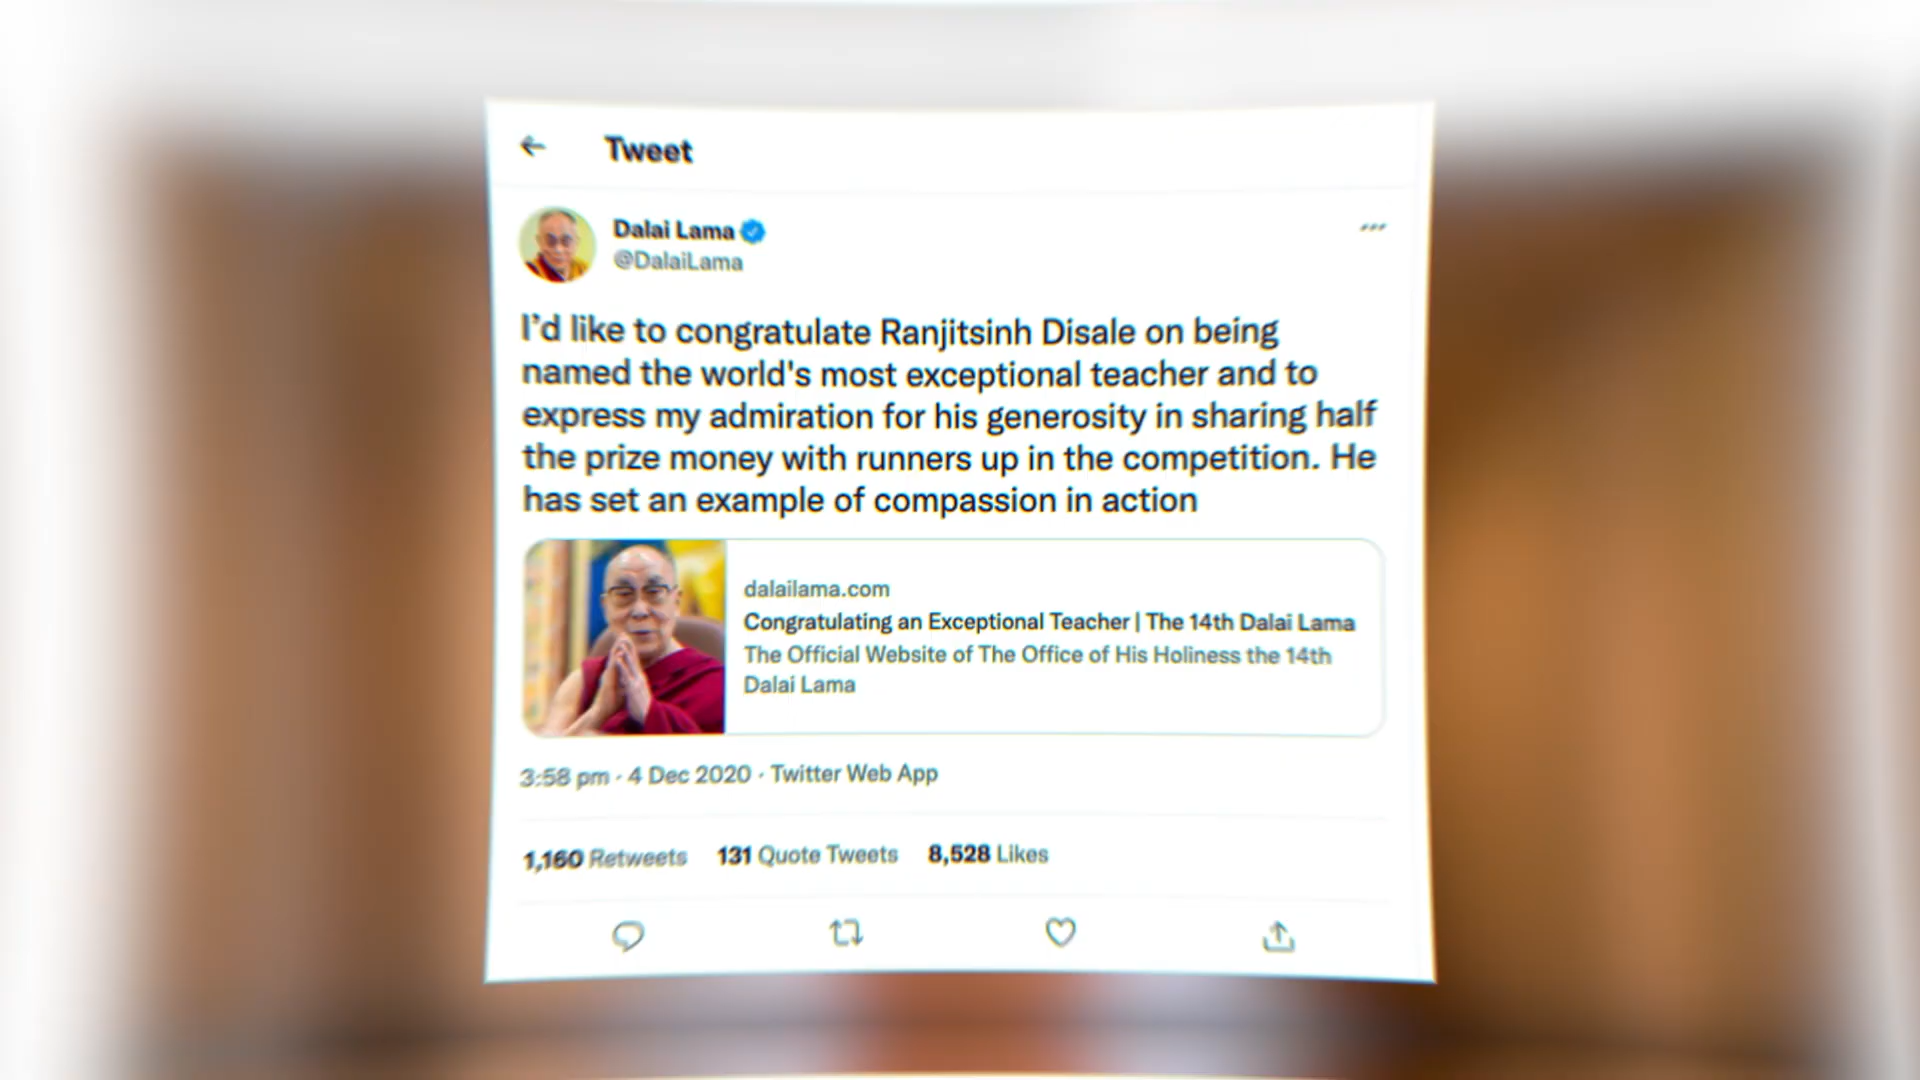 Tweet
Dalai Lama
@DalaiLama
I'd like to congratulate Ranjitsinh Disale on being
named the world's most exceptional teacher and to
express my admiration for his generosity in sharing half
the prize money with runners up in the competition. He
has set an example of compassion in action
dalailama.com
Congratulating an Exceptional Teacher | The 14th Dalai Lama
The Official Website of The Office of His Holiness the 14th
Dalai Lama
3:58 pm · 4 Dec 2020 · Twitter Web App
1,160 Retweets 131 Quote Tweets 8,528 Likes